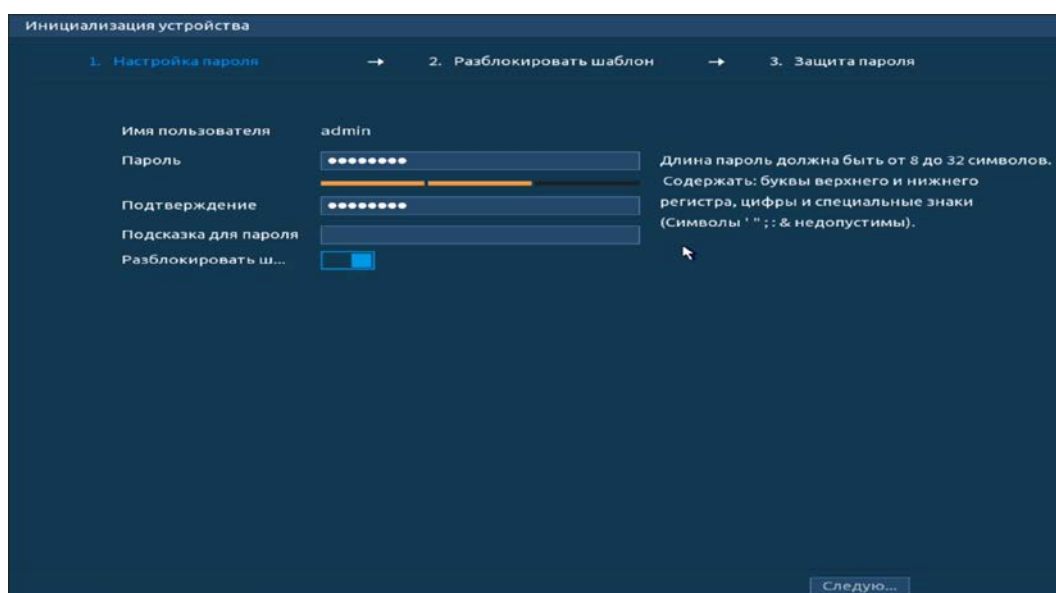 Инициализация устройства
1. Настройка пароля → 2. Разблокировать шаблон → 3. Защита пароля
Имя пользователя admin
Пароль ●●●●●●●●
Длина пароль должна быть от 8 до 32 символов.
Содержать: буквы верхнего и нижнего
регистра, цифры и специальные знаки
(Символы ' " ; : & недопустимы).
Подтверждение ●●●●●●●●
Подсказка для пароля
Разблокировать ш...
Следую...